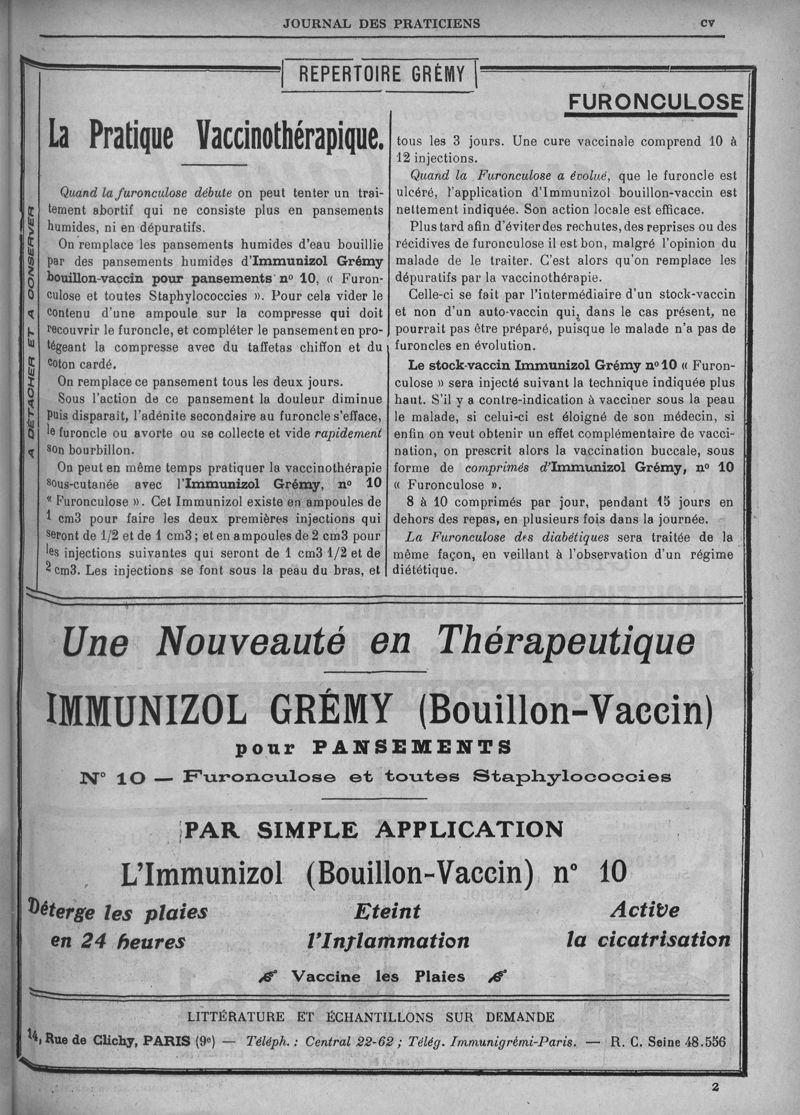 JOURNAL DES PRATICIENS
CV
REPERTOIRE GRÉMY
FURONCULOSE
A DÉTACHER ET A CONSERVER
La Pratique Vaccinothérapique.
Quand la furonculose débute on peut tenter un trai-
tement abortif qui ne consiste plus en pansements
humides, ni en dépuratifs.
On remplace les pansements humides d'eau bouillie
par des pansements humides d'Immunizol Grémy
bouillon-vaccin pour pansements nº 10, « Furon-
culose et toutes Staphylococcies ». Pour cela vider le
contenu d'une ampoule sur la compresse qui doit
recouvrir le furoncle, et compléter le pansement en pro-
tégeant la compresse avec du taffetas chiffon et du
coton cardé.
On remplace ce pansement tous les deux jours.
Sous l'action de ce pansement la douleur diminue
puis disparait, l'adénite secondaire au furoncle s'efface,
le furoncle ou avorte ou se collecte et vide rapidement
son bourbillon.
On peut en même temps pratiquer la vaccinothérapie
sous-cutanée avec l'Immunizol Grémy, nº 10
« Furonculose ». Cet Immunizol existe en ampoules de
1 cm3 pour faire les deux premières injections qui
seront de 1/2 et de 1 cm3 ; et en ampoules de 2 cm3 pour
les injections suivantes qui seront de 1 cm3 1/2 et de
2 cm3. Les injections se font sous la peau du bras, et
tous les 3 jours. Une cure vaccinale comprend 10 à
12 injections.
Quand la Furonculose a évolué, que le furoncle est
ulcéré, l'application d'Immunizol bouillon-vaccin est
nettement indiquée. Son action locale est efficace.
Plus tard afin d'éviter des rechutes, des reprises ou des
récidives de furonculose il est bon, malgré l'opinion du
malade de le traiter. C'est alors qu'on remplace les
dépuratifs par la vaccinothérapie.
Celle-ci se fait par l'intermédiaire d'un stock-vaccin
et non d'un auto-vaccin qui, dans le cas présent, ne
pourrait pas être préparé, puisque le malade n'a pas de
furoncles en évolution.
Le stock-vaccin Immunizol Grémy nº 10 « Furon-
culose » sera injecté suivant la technique indiquée plus
haut. S'il y a contre-indication à vacciner sous la peau
le malade, si celui-ci est éloigné de son médecin, si
enfin on veut obtenir un effet complémentaire de vacci-
nation, on prescrit alors la vaccination buccale, sous
forme de comprimés d'Immunizol Grémy, nº 10
« Furonculose ».
8 à 10 comprimés par jour, pendant 15 jours en
dehors des repas, en plusieurs fois dans la journée.
La Furonculose des diabétiques sera traitée de la
même façon, en veillant à l'observation d'un régime
diététique.
Une Nouveauté en Thérapeutique
IMMUNIZOL GRÉMY (Bouillon-Vaccin)
pour PANSEMENTS
Nº 10 — Furonculose et toutes Staphylococcies
PAR SIMPLE APPLICATION
L'Immunizol (Bouillon-Vaccin) nº 10
Déterge les plaies
en 24 heures
Eteint
l'Inflammation
Active
la cicatrisation
Vaccine les Plaies
LITTÉRATURE ET ÉCHANTILLONS SUR DEMANDE
14, Rue de Clichy, PARIS (9e) — Téléph. : Central 22-62 ; Télég. Immunigrémi-Paris. — R. C. Seine 48.556
2